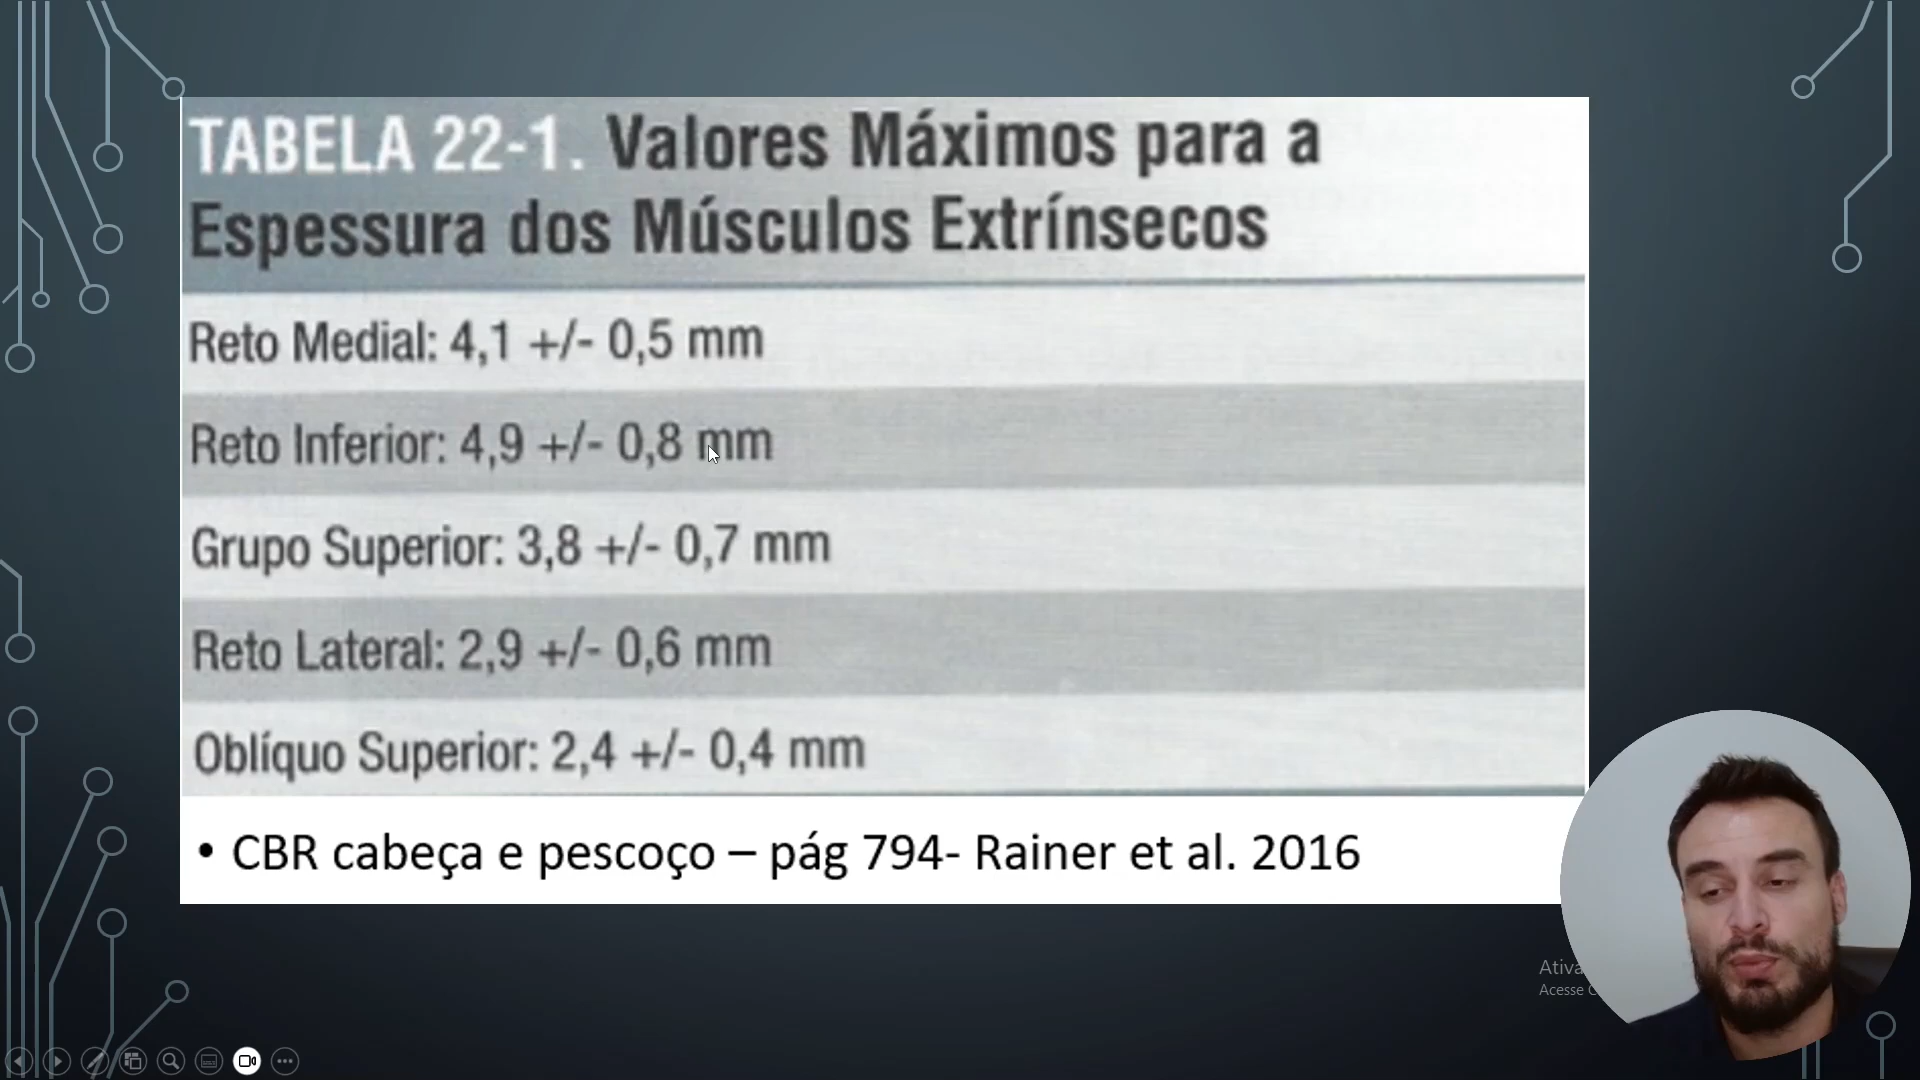 TABELA 22-1. Valores Máximos para a
Espessura dos Músculos Extrínsecos
Reto Medial: 4,1 +/- 0,5 mm
Reto Inferior: 4,9 +/- 0,8 mm
Grupo Superior: 3,8 +/- 0,7 mm
Reto Lateral: 2,9 +/- 0,6 mm
Oblíquo Superior: 2,4 +/- 0,4 mm
• CBR cabeça e pescoço – pág 794- Rainer et al. 2016
Acesse